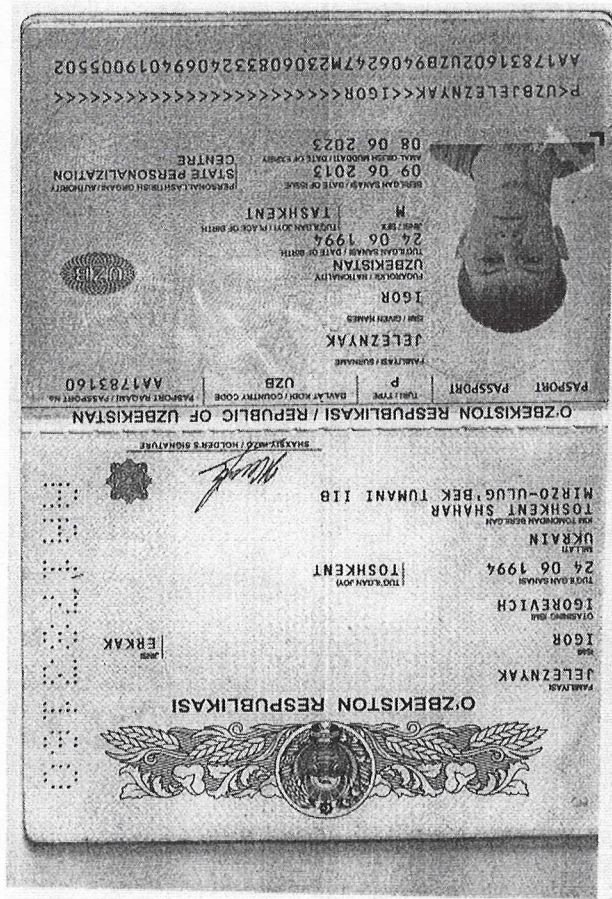 O'ZBEKISTON RESPUBLIKASI
FAMILIYASI
JELEZNYAK
ISMI
IGOR
JINSI
ERKAK
OTASINING ISMI
IGOREVICH
TUG'ILGAN SANASI
24 06 1994
TUG'ILGAN JOYI
TOSHKENT
MILLATI
UKRAIN
KIM TOMONIDAN BERILGAN
TOSHKENT SHAHAR
MIRZO-ULUG'BEK TUMANI IIB
SHAXSIY IMZO / HOLDER'S SIGNATURE
O'ZBEKISTON RESPUBLIKASI / REPUBLIC OF UZBEKISTAN
PASPORT PASSPORT
TURI / TYPE
P
DAVLAT KODI / COUNTRY CODE
UZB
PASPORT RAQAMI / PASSPORT No
AA1783160
FAMILIYASI / SURNAME
JELEZNYAK
ISMI / GIVEN NAMES
IGOR
FUQAROLIGI / NATIONALITY
UZBEKISTAN
UZB
TUG'ILGAN SANASI / DATE OF BIRTH
24 06 1994
JINSI / SEX
M
TUG'ILGAN JOYI / PLACE OF BIRTH
TASHKENT
BERILGAN SANASI / DATE OF ISSUE
09 06 2013
PERSONALLASHTIRISH ORGANI / AUTHORITY
STATE PERSONALIZATION
CENTRE
AMAL QILISH MUDDATI / DATE OF EXPIRY
08 06 2023
P<UZBJELEZNYAK<<IGOR<<<<<<<<<<<<<<<<<<<<<<<<
AA17831602UZB9406247M23060833240694019005502